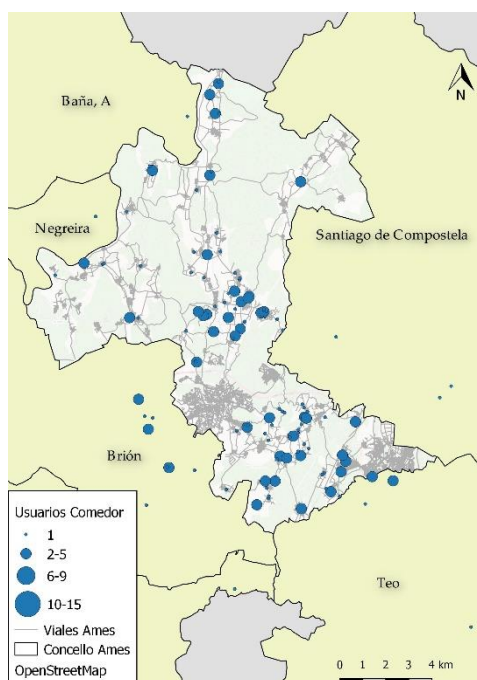 Baña, A
N
Negreira
Santiago de Compostela
Brión
Teo
Usuarios Comedor
1
2-5
6-9
10-15
Viales Ames
Concello Ames
OpenStreetMap
0 1 2 3 4 km